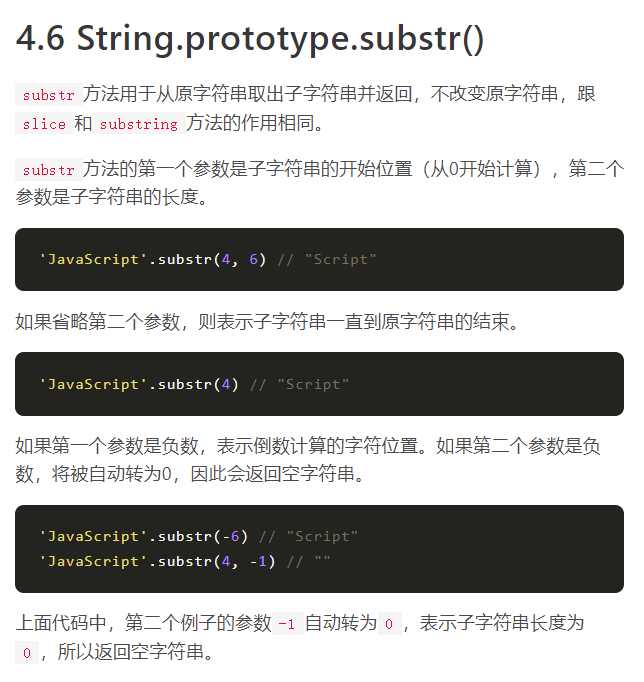 4.6 String.prototype.substr()
substr 方法用于从原字符串取出子字符串并返回，不改变原字符串，跟
slice 和 substring 方法的作用相同。
substr 方法的第一个参数是子字符串的开始位置（从0开始计算），第二个
参数是子字符串的长度。
'JavaScript'.substr(4, 6) // "Script"
如果省略第二个参数，则表示子字符串一直到原字符串的结束。
'JavaScript'.substr(4) // "Script"
如果第一个参数是负数，表示倒数计算的字符位置。如果第二个参数是负
数，将被自动转为0，因此会返回空字符串。
'JavaScript'.substr(-6) // "Script"
'JavaScript'.substr(4, -1) // ""
上面代码中，第二个例子的参数 -1 自动转为 0 ，表示子字符串长度为
0 ，所以返回空字符串。